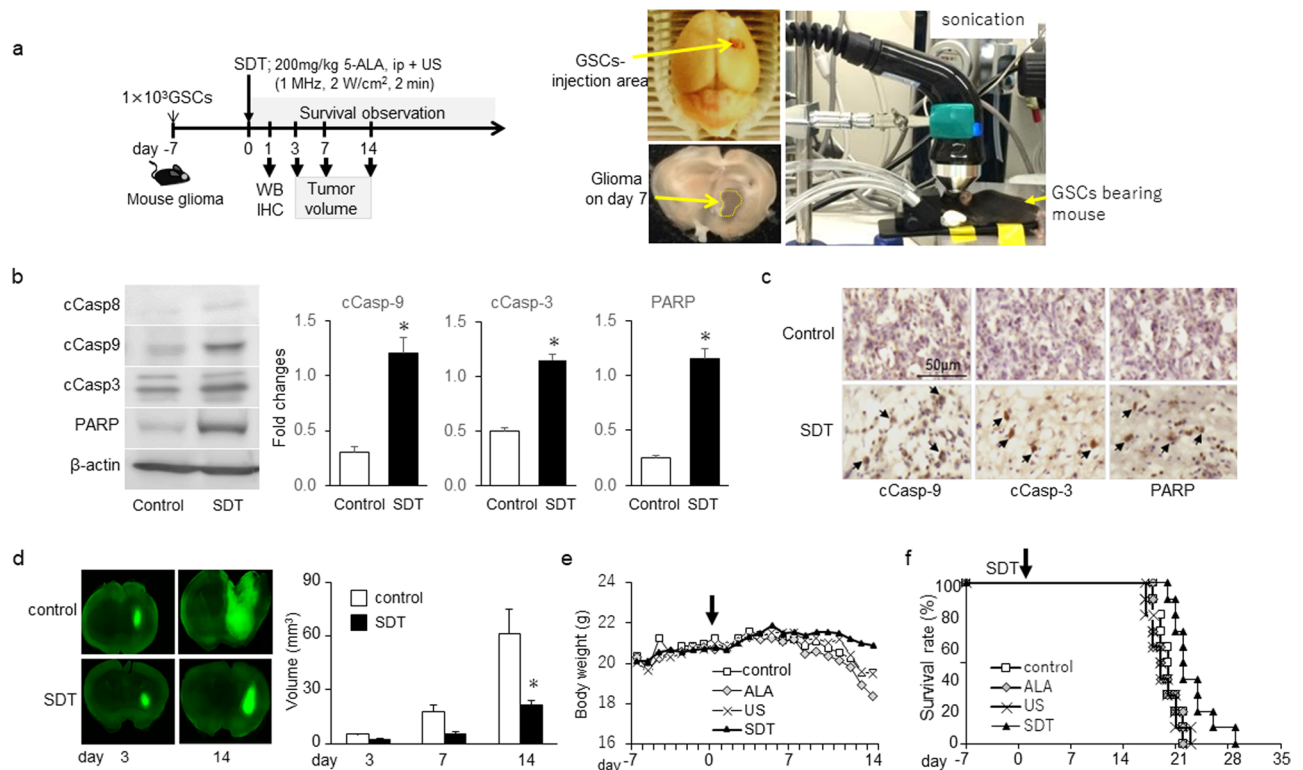 a
SDT; 200mg/kg 5-ALA, ip + US
(1 MHz, 2 W/cm², 2 min)
1×10³GSCs
Survival observation
day -7 0 1 3 7 14
Mouse glioma
WB
IHC
Tumor
volume
GSCs-
injection area
Glioma
on day 7
sonication
GSCs bearing
mouse
b
cCasp8
cCasp9
cCasp3
PARP
β-actin
Control SDT
Fold changes
cCasp-9
1.5
1.0
0.5
0.0
*
Control SDT
cCasp-3
1.5
1.0
0.5
0.0
*
Control SDT
PARP
1.5
1.0
0.5
0.0
*
Control SDT
c
Control
50μm
SDT
cCasp-9 cCasp-3 PARP
d
control
SDT
day 3 14
Volume (mm³)
90
60
30
0
control
SDT
*
day 3 7 14
e
Body weight (g)
24
22
20
18
16
control
ALA
US
SDT
-7 0 7 14
day
f
SDT
Survival rate (%)
100
80
60
40
20
0
control
ALA
US
SDT
day -7 0 7 14 21 28 35